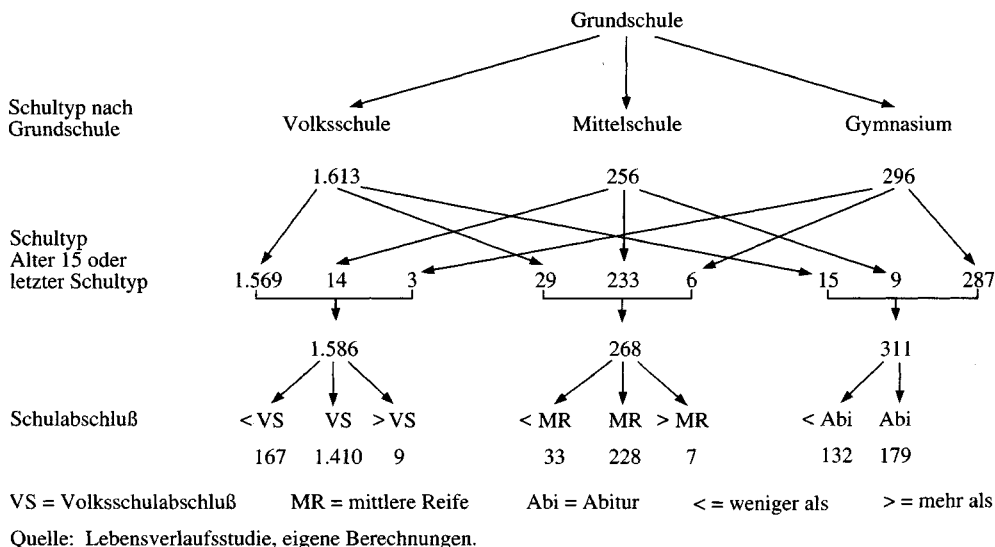 Grundschule
Schultyp nach
Grundschule
Volksschule Mittelschule Gymnasium
1.613 256 296
Schultyp
Alter 15 oder
letzter Schultyp
1.569 14 3 29 233 6 15 9 287
1.586 268 311
Schulabschluß < VS VS > VS < MR MR > MR < Abi Abi
167 1.410 9 33 228 7 132 179
VS = Volksschulabschluß MR = mittlere Reife Abi = Abitur < = weniger als > = mehr als
Quelle: Lebensverlaufsstudie, eigene Berechnungen.